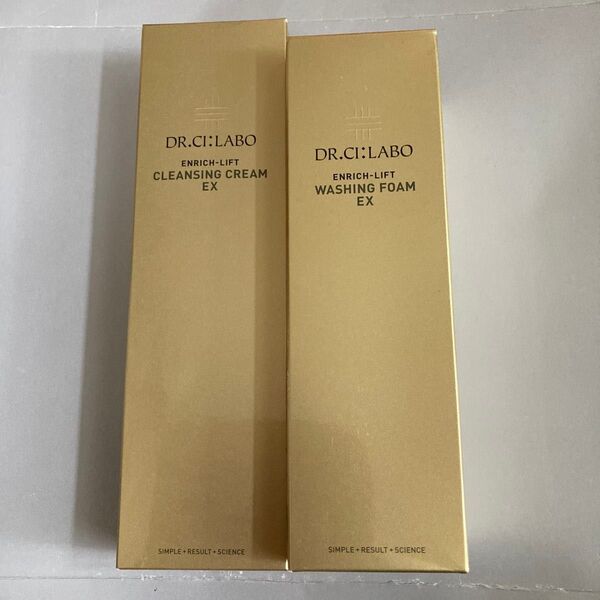 DR.CI:LABO
ENRICH-LIFT
CLEANSING CREAM
EX
SIMPLE+RESULT+SCIENCE
DR.CI:LABO
ENRICH-LIFT
WASHING FOAM
EX
SIMPLE+RESULT+SCIENCE